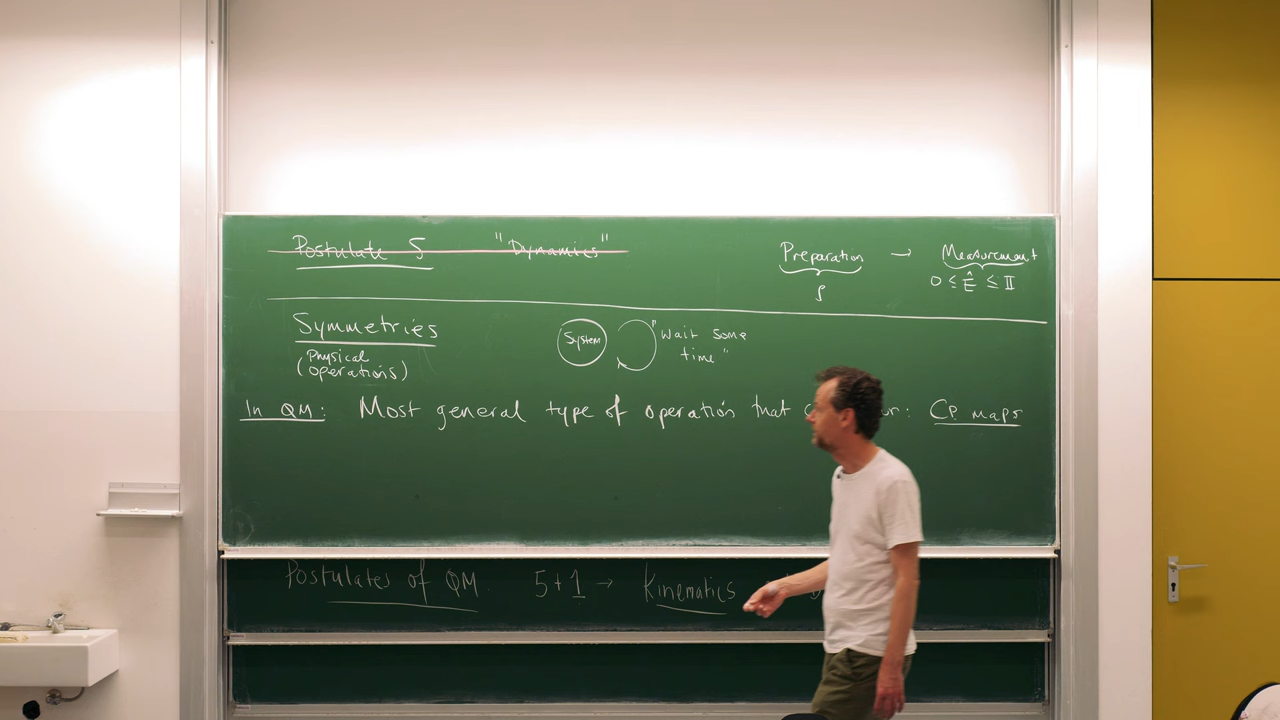 Postulate 5 "Dynamics"
Preparation → Measurement
ρ 0 ≤ Ê ≤ 𝕀
Symmetries
(Physical operations)
System "Wait some time"
In QM: Most general type of operation that : CP maps
Postulates of QM 5+1 → Kinematics